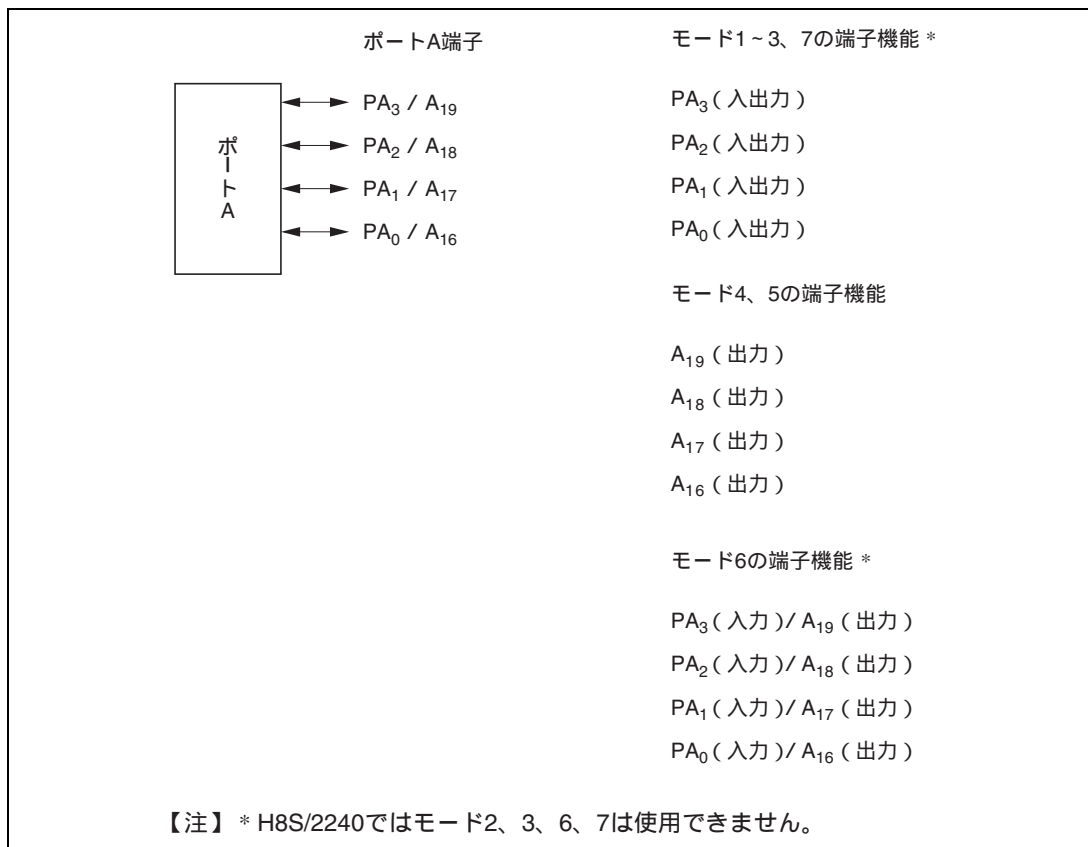 ポートA端子
PA₃ / A₁₉
PA₂ / A₁₈
PA₁ / A₁₇
PA₀ / A₁₆
ポートA
モード1~3、7の端子機能 *
PA₃(入出力)
PA₂(入出力)
PA₁(入出力)
PA₀(入出力)
モード4、5の端子機能
A₁₉(出力)
A₁₈(出力)
A₁₇(出力)
A₁₆(出力)
モード6の端子機能 *
PA₃(入力)/ A₁₉(出力)
PA₂(入力)/ A₁₈(出力)
PA₁(入力)/ A₁₇(出力)
PA₀(入力)/ A₁₆(出力)
【注】* H8S/2240ではモード2、3、6、7は使用できません。